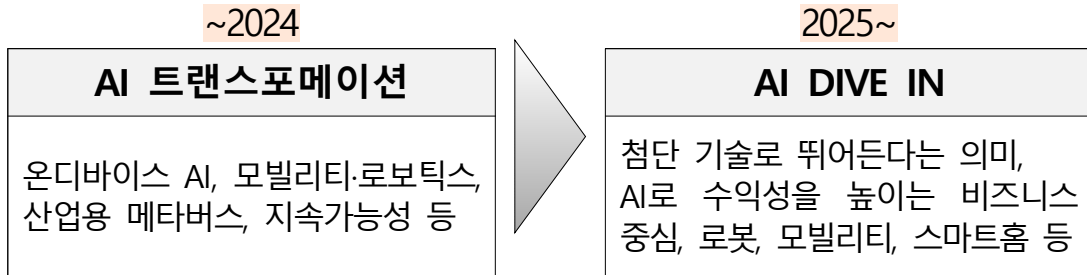 ~2024
AI 트랜스포메이션
온디바이스 AI, 모빌리티·로보틱스,
산업용 메타버스, 지속가능성 등
2025~
AI DIVE IN
첨단 기술로 뛰어든다는 의미,
AI로 수익성을 높이는 비즈니스
중심, 로봇, 모빌리티, 스마트홈 등